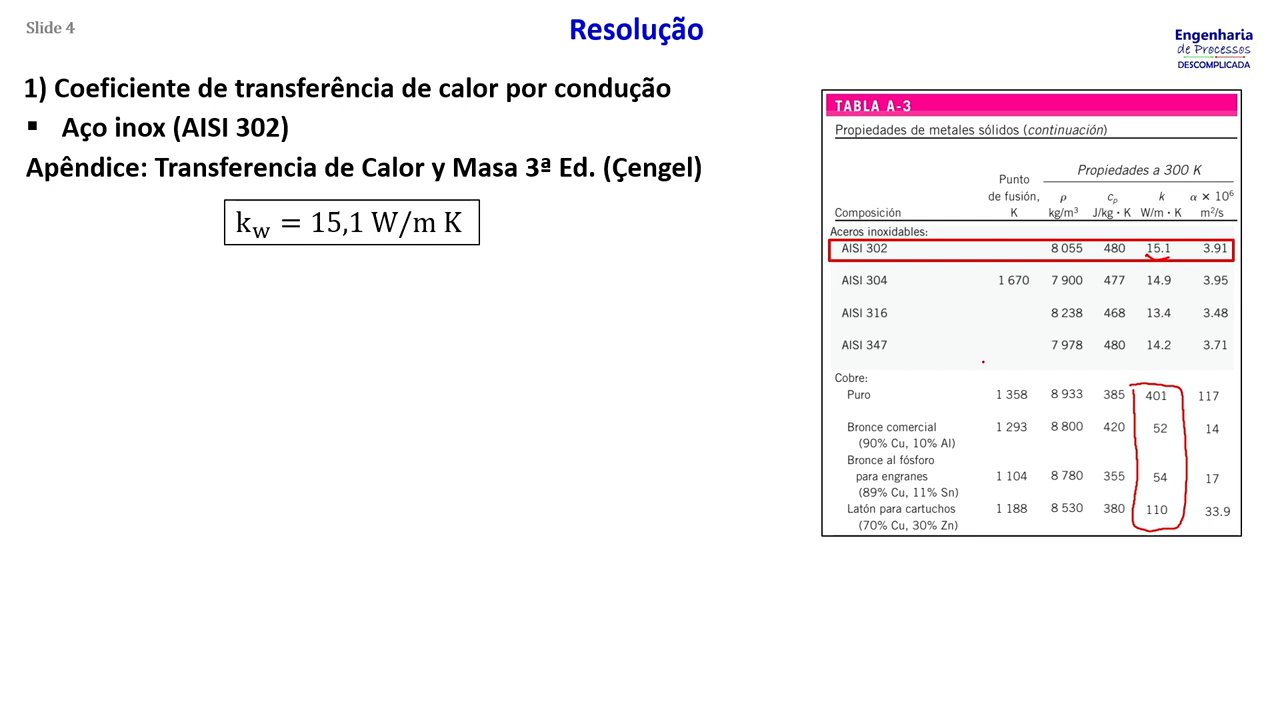 Slide 4
Resolução
Engenharia
de Processos
DESCOMPLICADA
1) Coeficiente de transferência de calor por condução
▪ Aço inox (AISI 302)
Apêndice: Transferencia de Calor y Masa 3ª Ed. (Çengel)
k_w = 15,1 W/m K
TABLA A-3
Propiedades de metales sólidos (continuación)
Propiedades a 300 K
Punto
de fusión, ρ c_p k α × 10⁶
Composición K kg/m³ J/kg · K W/m · K m²/s
Aceros inoxidables:
AISI 302 8 055 480 15.1 3.91
AISI 304 1 670 7 900 477 14.9 3.95
AISI 316 8 238 468 13.4 3.48
AISI 347 7 978 480 14.2 3.71
Cobre:
Puro 1 358 8 933 385 401 117
Bronce comercial 1 293 8 800 420 52 14
(90% Cu, 10% Al)
Bronce al fósforo
para engranes 1 104 8 780 355 54 17
(89% Cu, 11% Sn)
Latón para cartuchos 1 188 8 530 380 110 33.9
(70% Cu, 30% Zn)